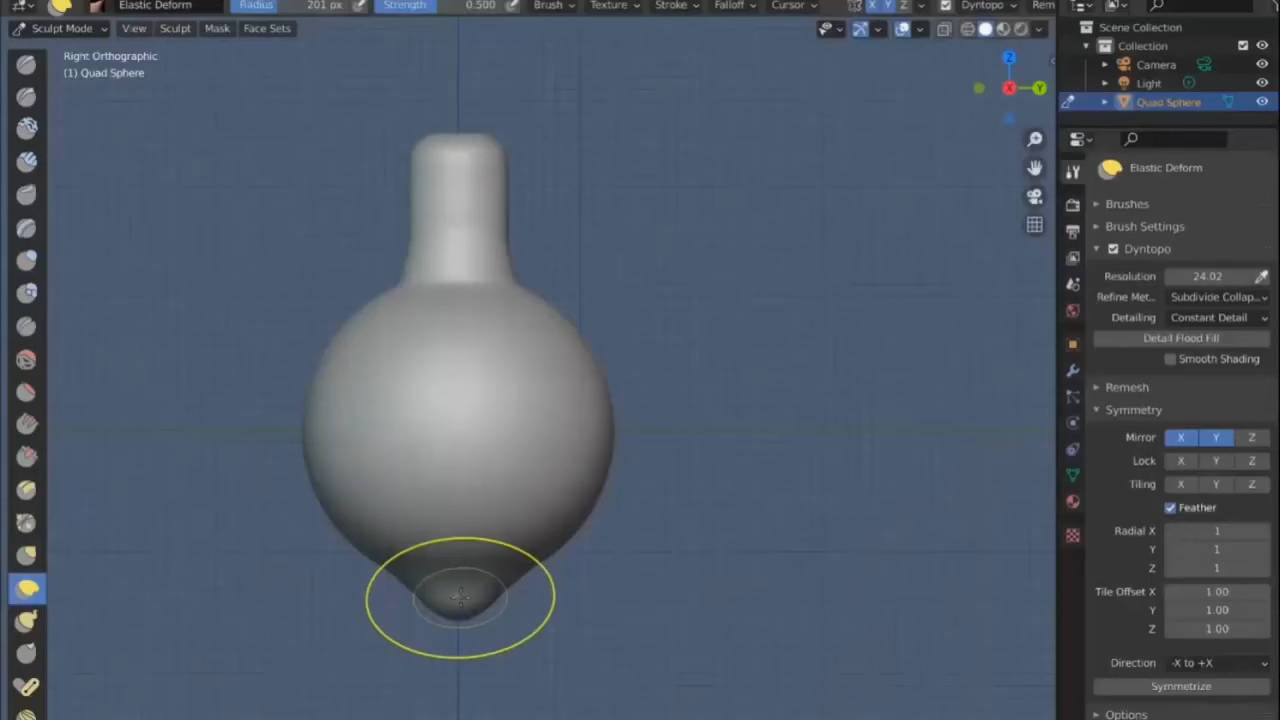 Elastic Deform Radius 201 px Strength 0.500 Brush Texture Stroke Falloff Cursor X Y Z Dyntopo Rem
Sculpt Mode View Sculpt Mask Face Sets
Right Orthographic
(1) Quad Sphere
Z
X
Y
Scene Collection
Collection
Camera
Light
Quad Sphere
Elastic Deform
Brushes
Brush Settings
Dyntopo
Resolution 24.02
Refine Met... Subdivide Collap...
Detailing Constant Detail
Detail Flood Fill
Smooth Shading
Remesh
Symmetry
Mirror X Y Z
Lock X Y Z
Tiling X Y Z
Feather
Radial X 1
Y 1
Z 1
Tile Offset X 1.00
Y 1.00
Z 1.00
Direction -X to +X
Symmetrize
Options